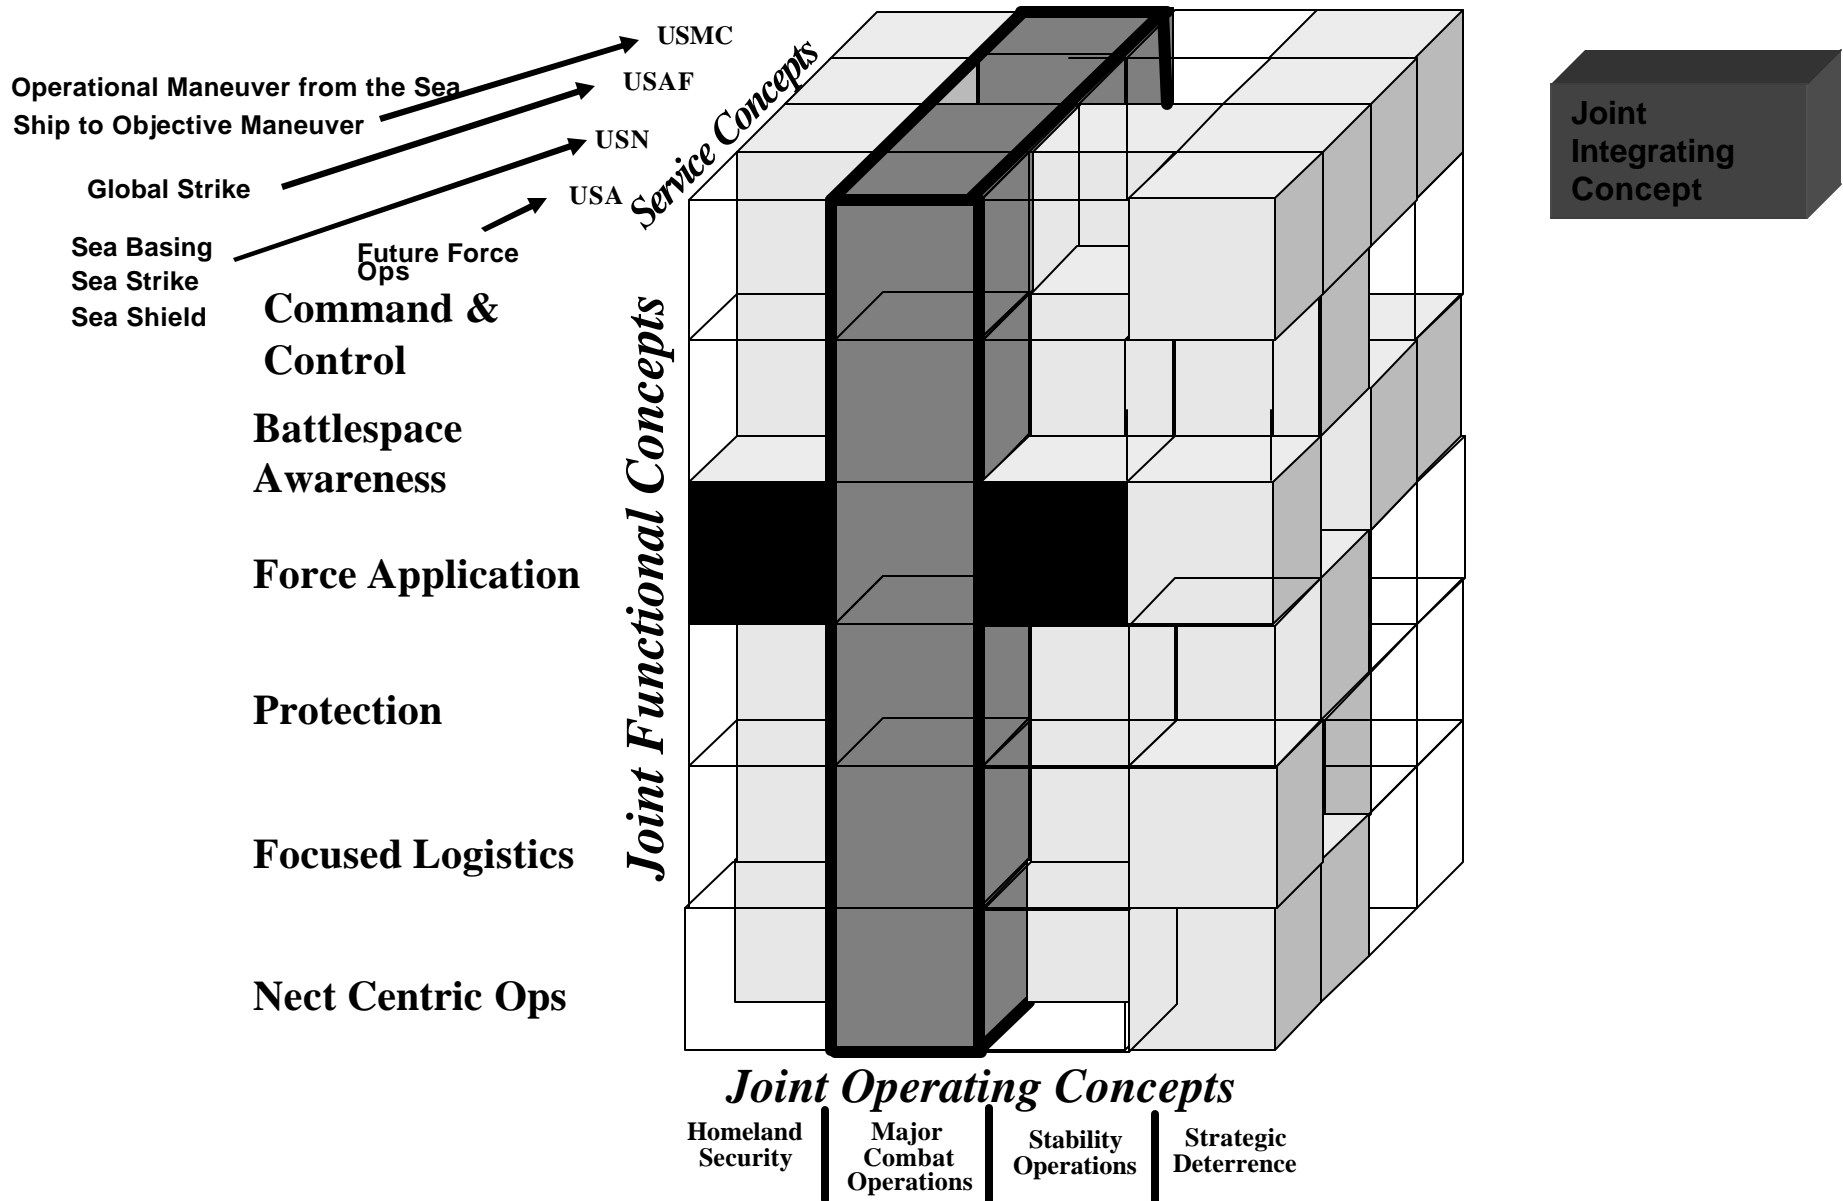 USMC
Operational Maneuver from the Sea
Ship to Objective Maneuver
USAF
Global Strike
USN
Sea Basing
Sea Strike
Sea Shield
USA
Future Force
Ops
Service Concepts
Joint
Integrating
Concept
Command &
Control
Battlespace
Awareness
Force Application
Protection
Focused Logistics
Nect Centric Ops
Joint Functional Concepts
Joint Operating Concepts
Homeland
Security
Major
Combat
Operations
Stability
Operations
Strategic
Deterrence